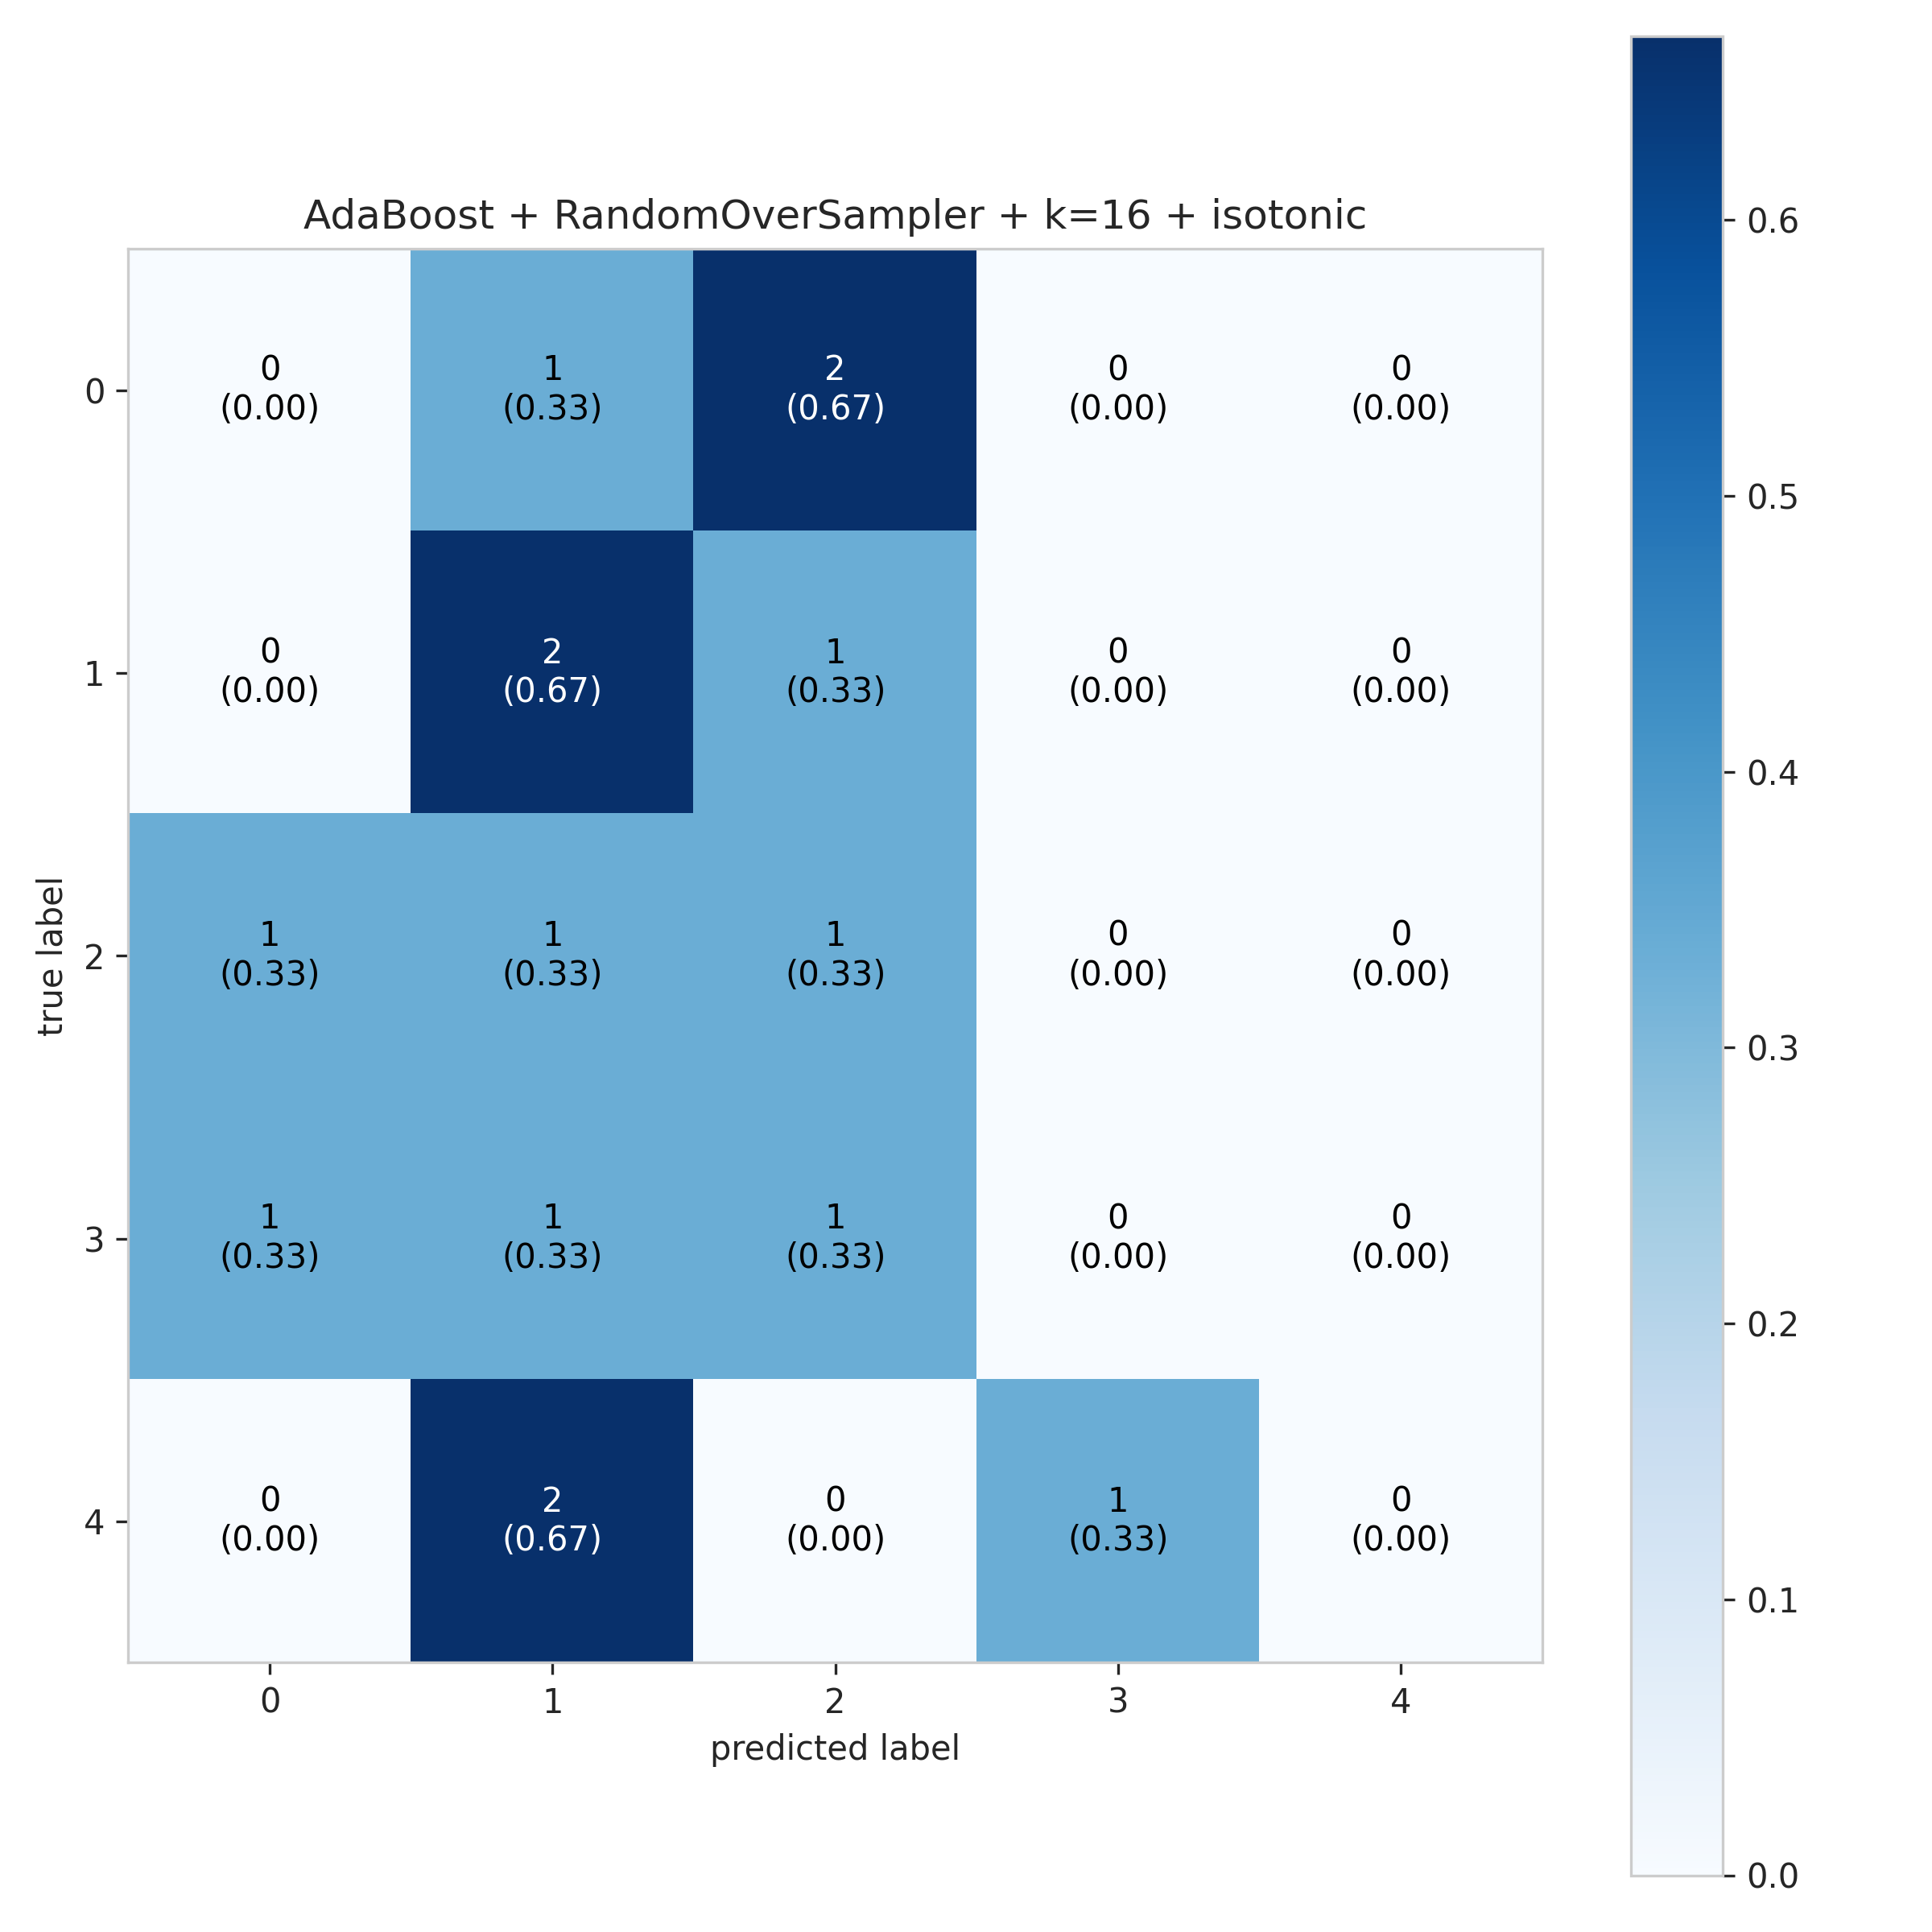 AdaBoost + RandomOverSampler + k=16 + isotonic
0 1 2 0 0
0 (0.00) (0.33) (0.67) (0.00) (0.00)
0 2 1 0 0
1 (0.00) (0.67) (0.33) (0.00) (0.00)
1 1 1 0 0
2 (0.33) (0.33) (0.33) (0.00) (0.00)
1 1 1 0 0
3 (0.33) (0.33) (0.33) (0.00) (0.00)
0 2 0 1 0
4 (0.00) (0.67) (0.00) (0.33) (0.00)
0 1 2 3 4
predicted label
true label
0.6
0.5
0.4
0.3
0.2
0.1
0.0